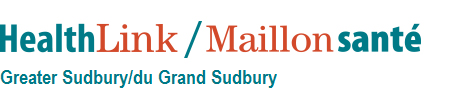 HealthLink / Maillon santé
Greater Sudbury/du Grand Sudbury